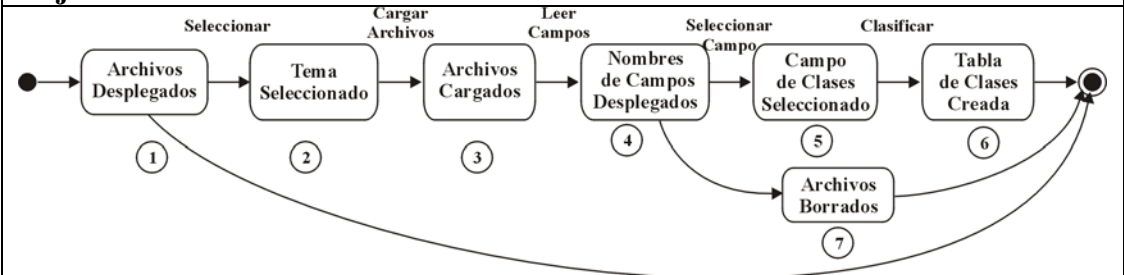 Seleccionar
Cargar
Archivos
Leer
Campos
Seleccionar
Campo
Clasificar
Archivos
Desplegados
Tema
Seleccionado
Archivos
Cargados
Nombres
de Campos
Desplegados
Campo
de Clases
Seleccionado
Tabla
de Clases
Creada
1
2
3
4
5
6
Archivos
Borrados
7